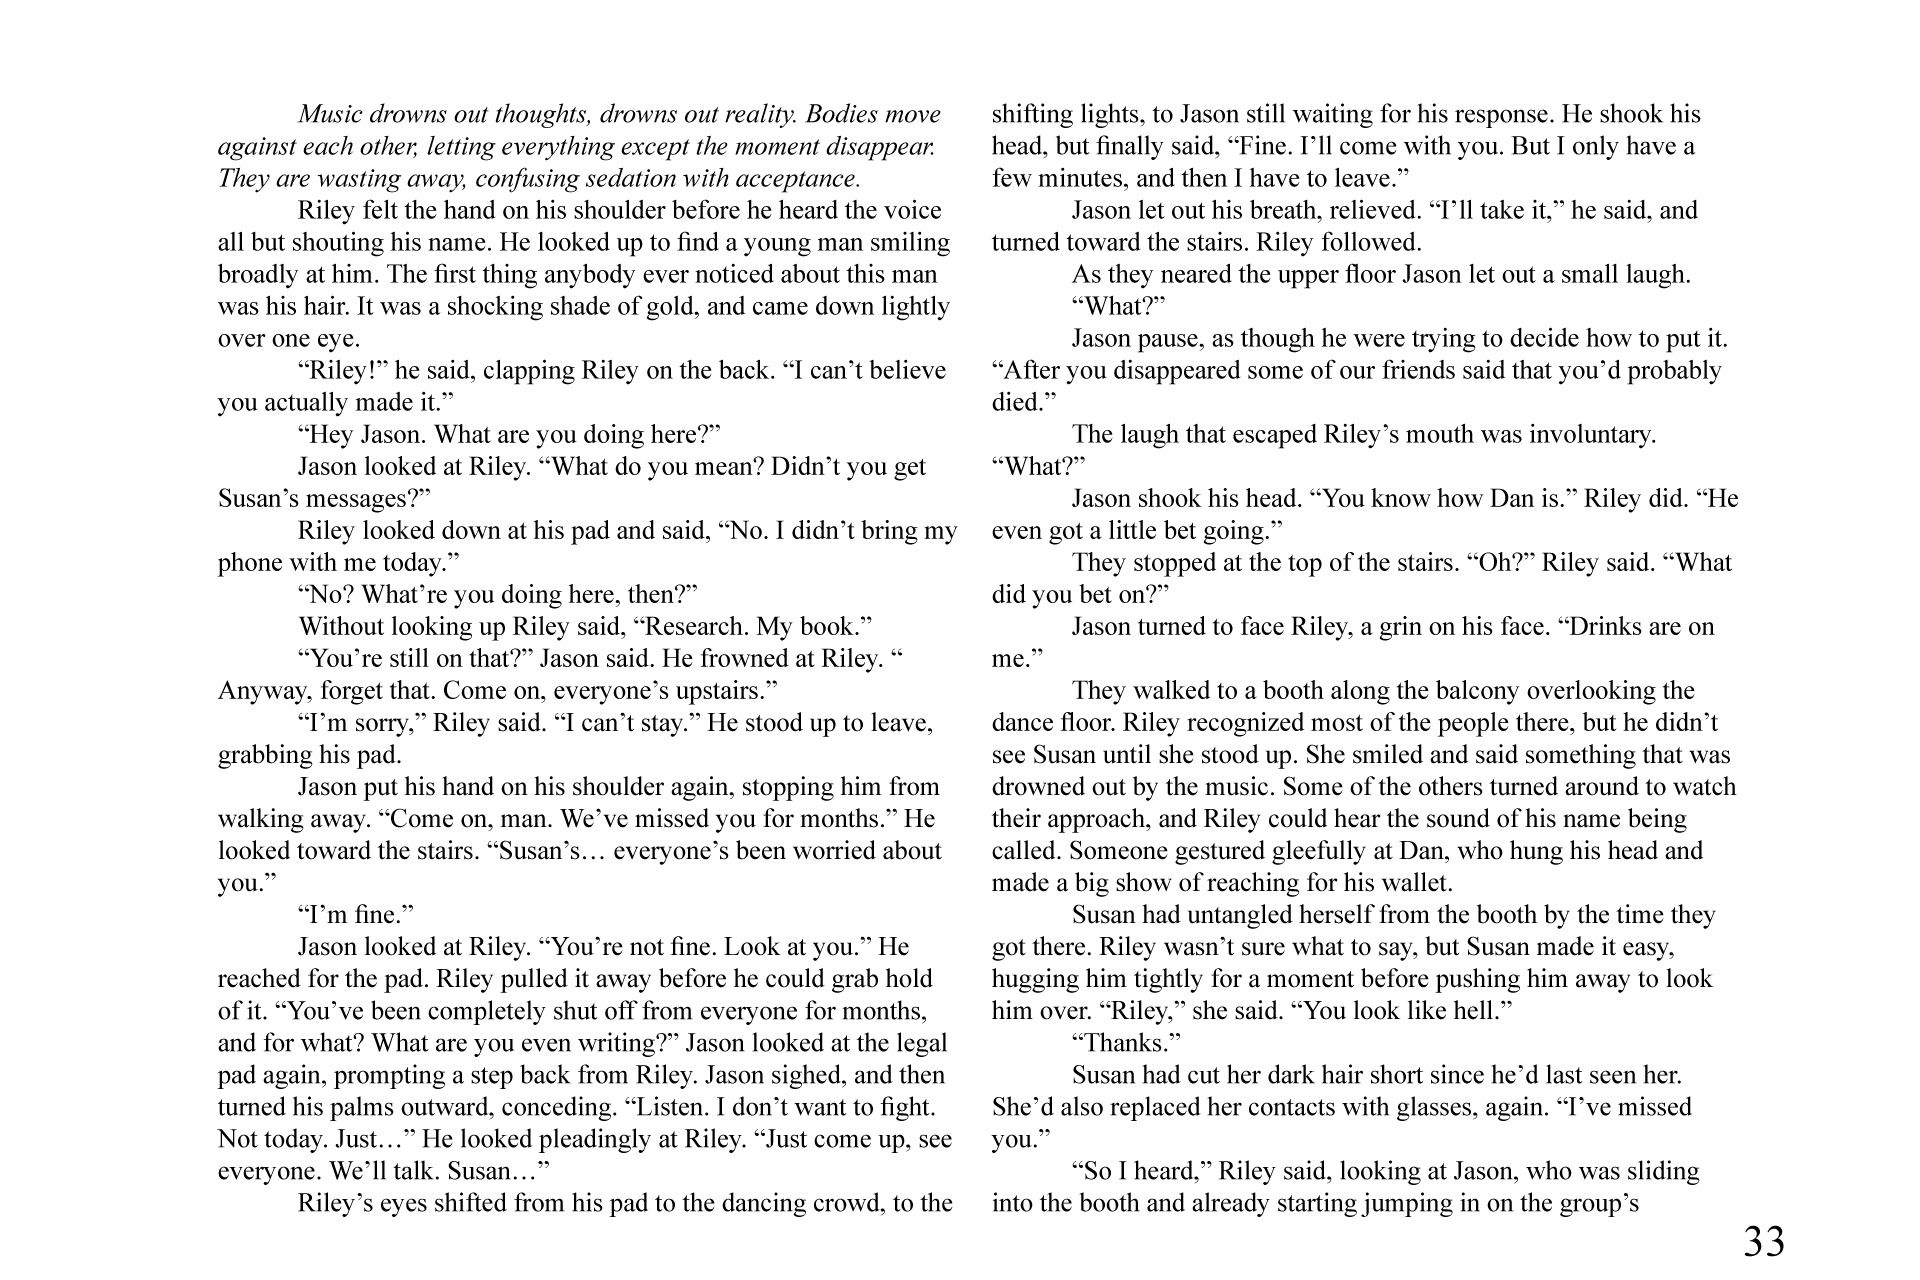 Music drowns out thoughts, drowns out reality. Bodies move
against each other, letting everything except the moment disappear.
They are wasting away, confusing sedation with acceptance.
Riley felt the hand on his shoulder before he heard the voice
all but shouting his name. He looked up to find a young man smiling
broadly at him. The first thing anybody ever noticed about this man
was his hair. It was a shocking shade of gold, and came down lightly
over one eye.
“Riley!” he said, clapping Riley on the back. “I can’t believe
you actually made it.”
“Hey Jason. What are you doing here?”
Jason looked at Riley. “What do you mean? Didn’t you get
Susan’s messages?”
Riley looked down at his pad and said, “No. I didn’t bring my
phone with me today.”
“No? What’re you doing here, then?”
Without looking up Riley said, “Research. My book.”
“You’re still on that?” Jason said. He frowned at Riley. “
Anyway, forget that. Come on, everyone’s upstairs.”
“I’m sorry,” Riley said. “I can’t stay.” He stood up to leave,
grabbing his pad.
Jason put his hand on his shoulder again, stopping him from
walking away. “Come on, man. We’ve missed you for months.” He
looked toward the stairs. “Susan’s… everyone’s been worried about
you.”
“I’m fine.”
Jason looked at Riley. “You’re not fine. Look at you.” He
reached for the pad. Riley pulled it away before he could grab hold
of it. “You’ve been completely shut off from everyone for months,
and for what? What are you even writing?” Jason looked at the legal
pad again, prompting a step back from Riley. Jason sighed, and then
turned his palms outward, conceding. “Listen. I don’t want to fight.
Not today. Just…” He looked pleadingly at Riley. “Just come up, see
everyone. We’ll talk. Susan…”
Riley’s eyes shifted from his pad to the dancing crowd, to the
shifting lights, to Jason still waiting for his response. He shook his
head, but finally said, “Fine. I’ll come with you. But I only have a
few minutes, and then I have to leave.”
Jason let out his breath, relieved. “I’ll take it,” he said, and
turned toward the stairs. Riley followed.
As they neared the upper floor Jason let out a small laugh.
“What?”
Jason pause, as though he were trying to decide how to put it.
“After you disappeared some of our friends said that you’d probably
died.”
The laugh that escaped Riley’s mouth was involuntary.
“What?”
Jason shook his head. “You know how Dan is.” Riley did. “He
even got a little bet going.”
They stopped at the top of the stairs. “Oh?” Riley said. “What
did you bet on?”
Jason turned to face Riley, a grin on his face. “Drinks are on
me.”
They walked to a booth along the balcony overlooking the
dance floor. Riley recognized most of the people there, but he didn’t
see Susan until she stood up. She smiled and said something that was
drowned out by the music. Some of the others turned around to watch
their approach, and Riley could hear the sound of his name being
called. Someone gestured gleefully at Dan, who hung his head and
made a big show of reaching for his wallet.
Susan had untangled herself from the booth by the time they
got there. Riley wasn’t sure what to say, but Susan made it easy,
hugging him tightly for a moment before pushing him away to look
him over. “Riley,” she said. “You look like hell.”
“Thanks.”
Susan had cut her dark hair short since he’d last seen her.
She’d also replaced her contacts with glasses, again. “I’ve missed
you.”
“So I heard,” Riley said, looking at Jason, who was sliding
into the booth and already starting jumping in on the group’s
33